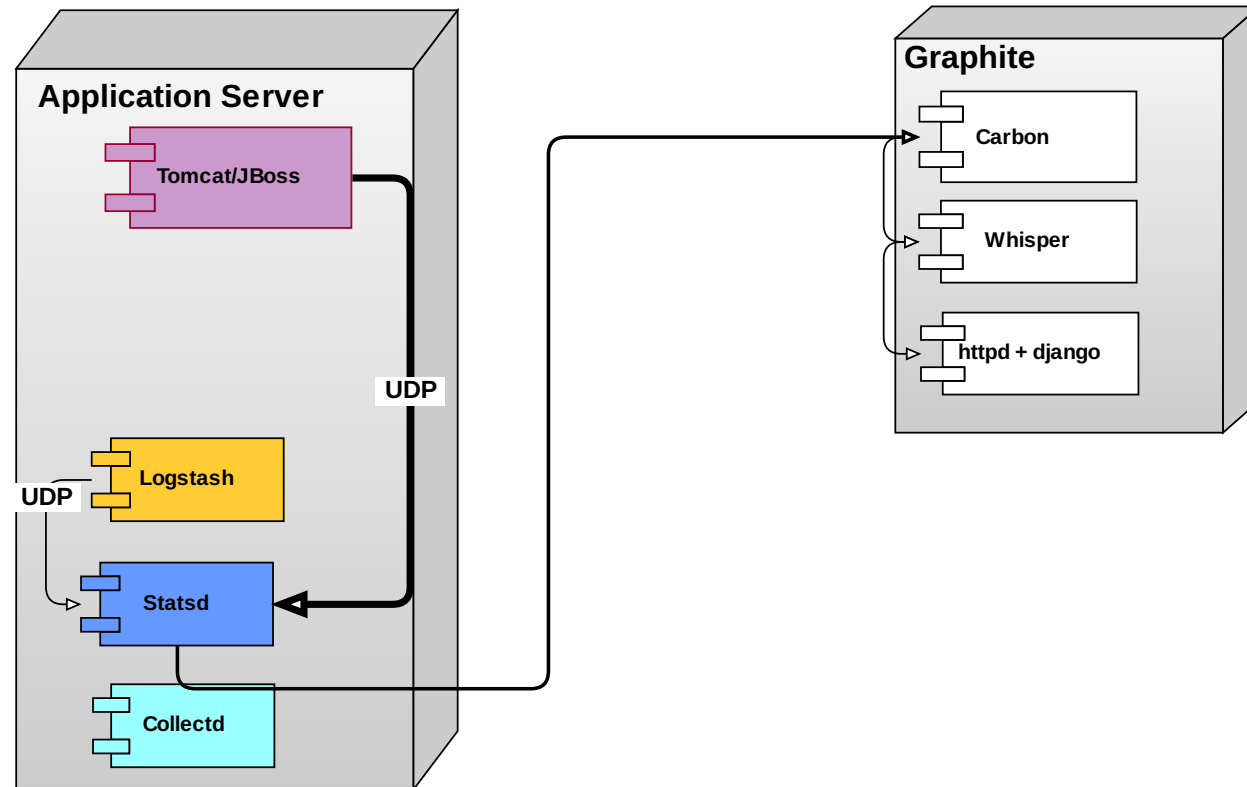 Application Server
Tomcat/JBoss
UDP
Logstash
UDP
Statsd
Collectd
Graphite
Carbon
Whisper
httpd + django